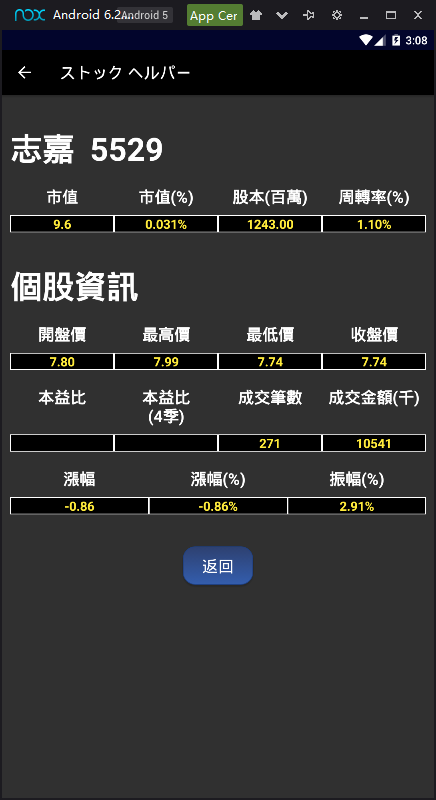 nox Android 6.2... Android 5 App Cer
3:08
ストック ヘルパー
志嘉 5529
市值 市值(%) 股本(百萬) 周轉率(%)
9.6 0.031% 1243.00 1.10%
個股資訊
開盤價 最高價 最低價 收盤價
7.80 7.99 7.74 7.74
本益比 本益比 成交筆數 成交金額(千)
(4季)
271 10541
漲幅 漲幅(%) 振幅(%)
-0.86 -0.86% 2.91%
返回